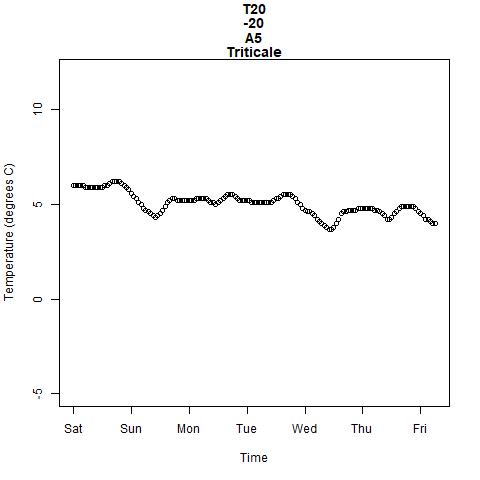 T20
-20
A5
Triticale
10
5
0
-5
Temperature (degrees C)
Sat Sun Mon Tue Wed Thu Fri
Time